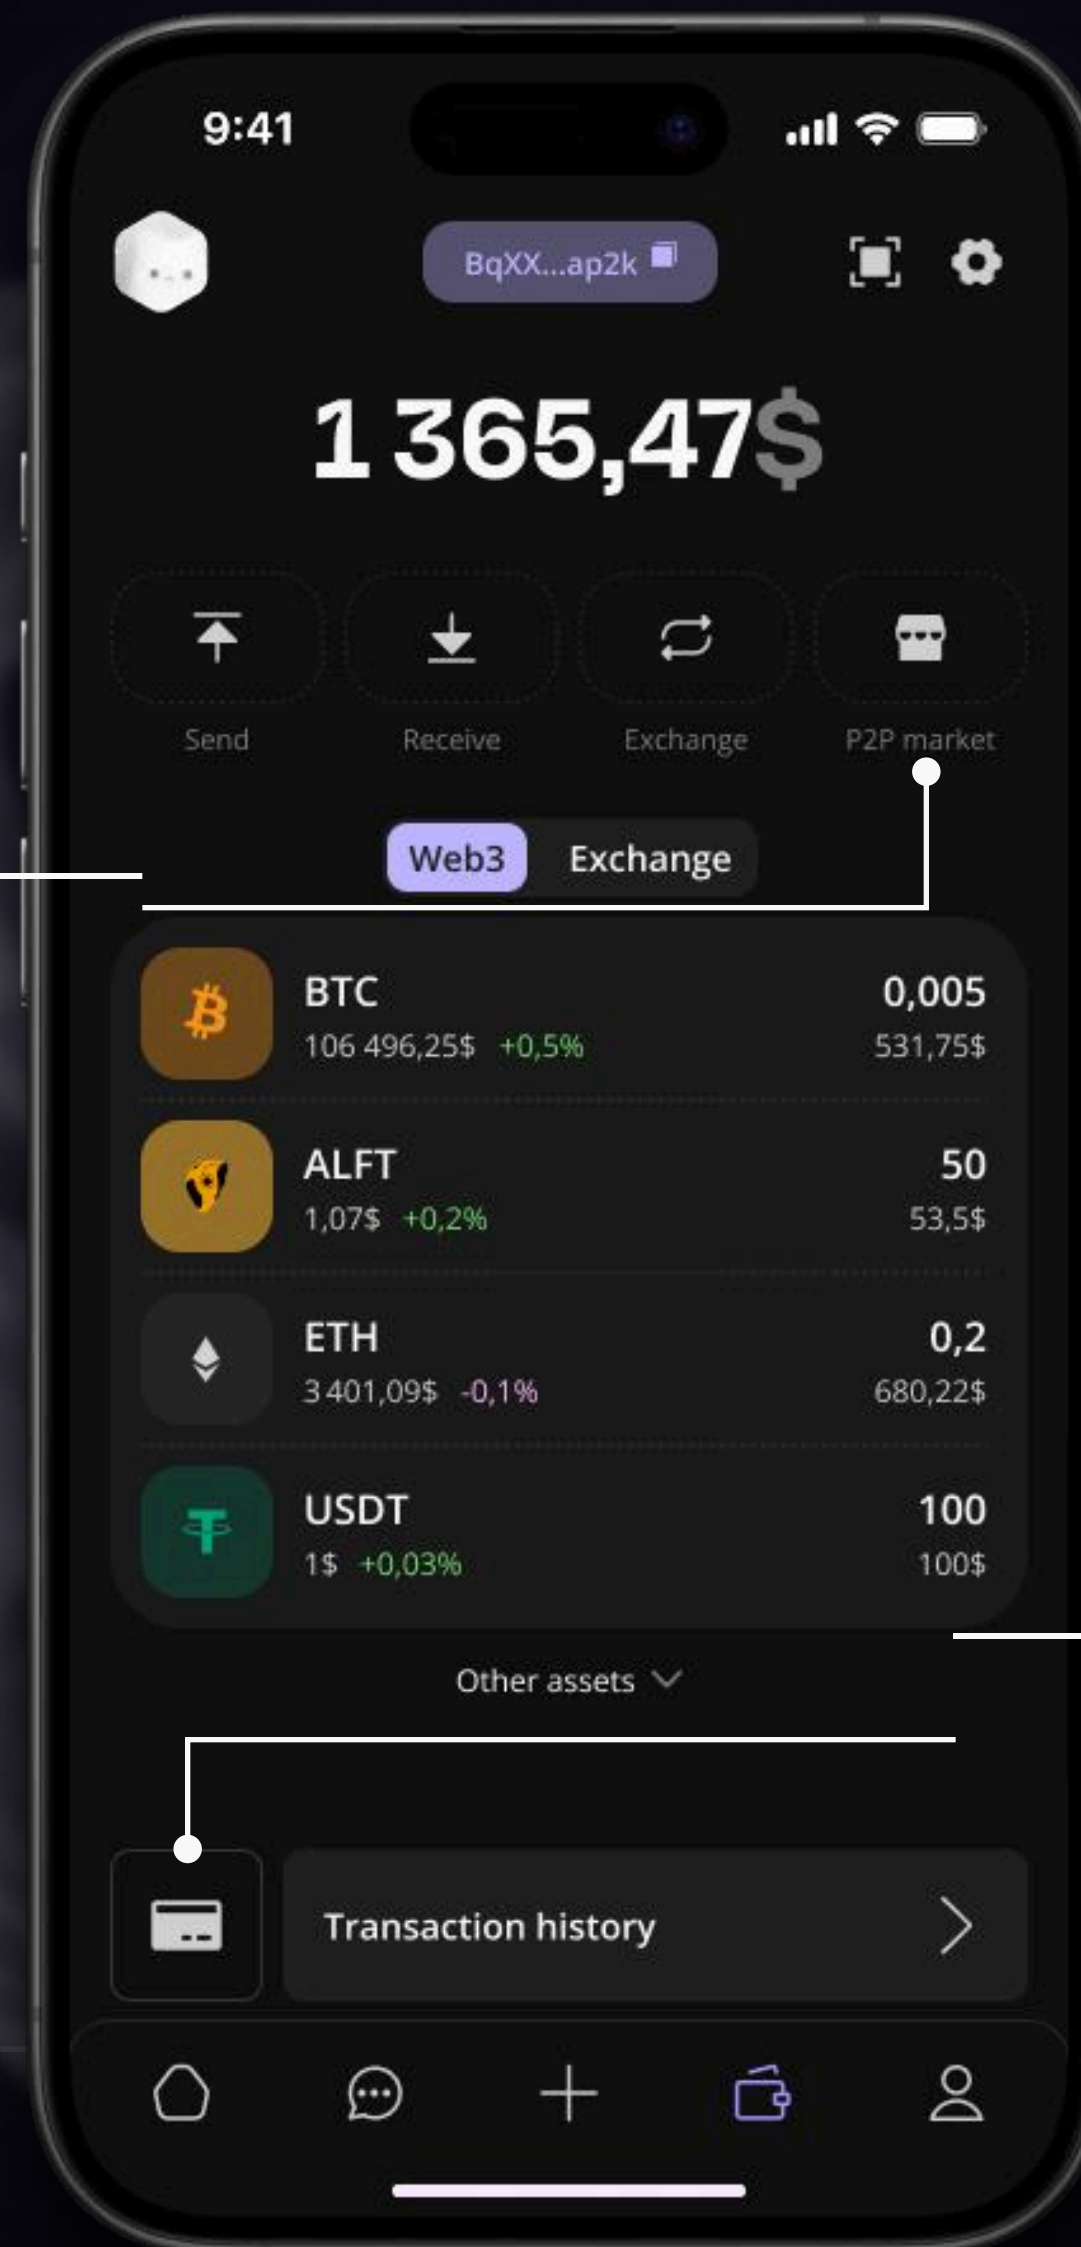 9:41
BqXX...ap2k
1 365,47$
Send Receive Exchange P2P market
Web3 Exchange
BTC 0,005
106 496,25$ +0,5% 531,75$
ALFT 50
1,07$ +0,2% 53,5$
ETH 0,2
3 401,09$ -0,1% 680,22$
USDT 100
1$ +0,03% 100$
Other assets
Transaction history